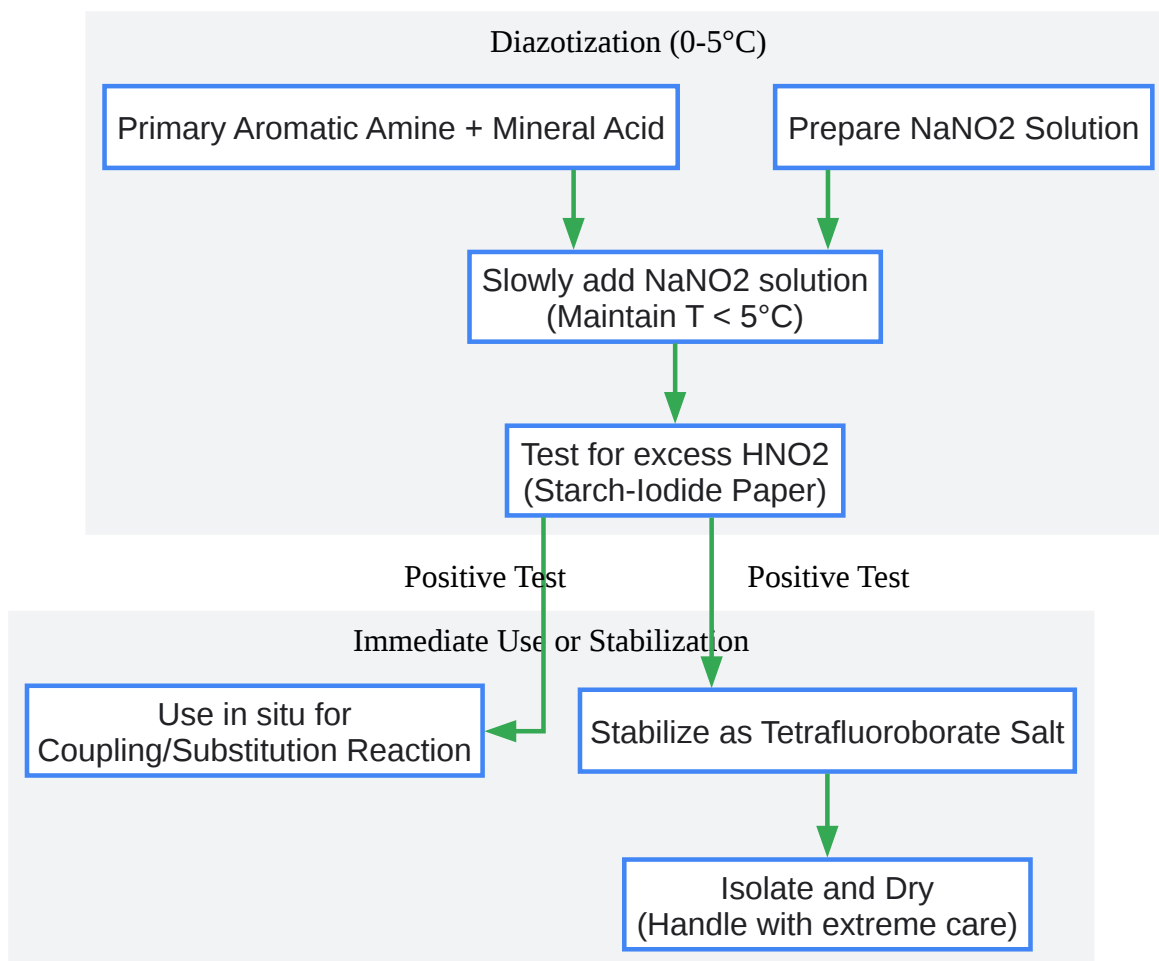 Diazotization (0-5°C)
Primary Aromatic Amine + Mineral Acid
Prepare NaNO2 Solution
Slowly add NaNO2 solution
(Maintain T < 5°C)
Test for excess HNO2
(Starch-Iodide Paper)
Positive Test
Positive Test
Immediate Use or Stabilization
Use in situ for
Coupling/Substitution Reaction
Stabilize as Tetrafluoroborate Salt
Isolate and Dry
(Handle with extreme care)